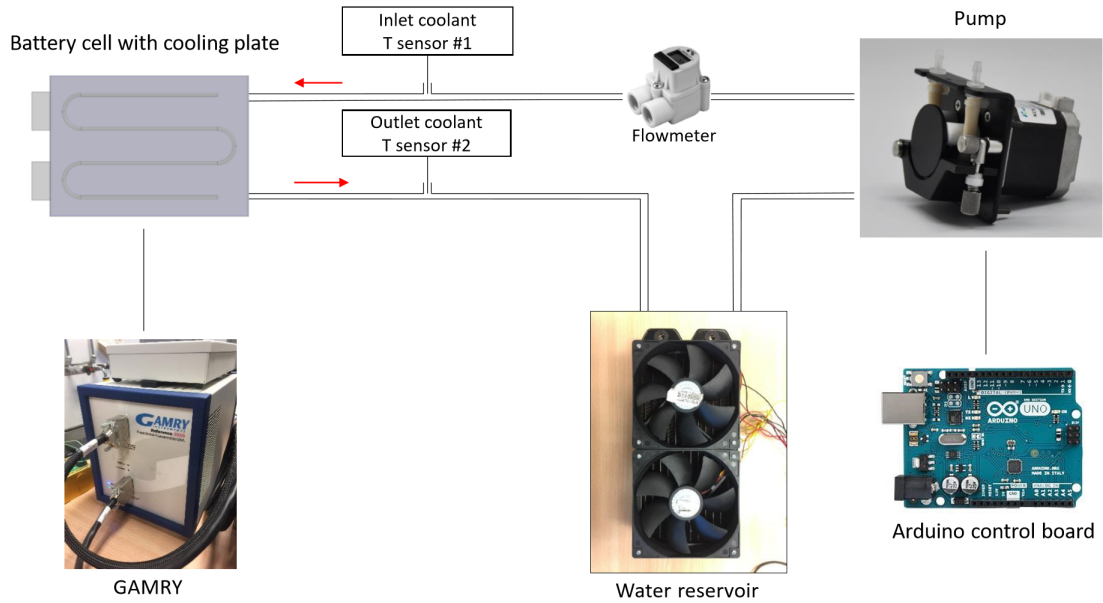 Inlet coolant
T sensor #1
Pump
Battery cell with cooling plate
Outlet coolant
T sensor #2
Flowmeter
GAMRY
INSTRUMENTS
ARDUINO
UNO
Arduino control board
GAMRY
Water reservoir